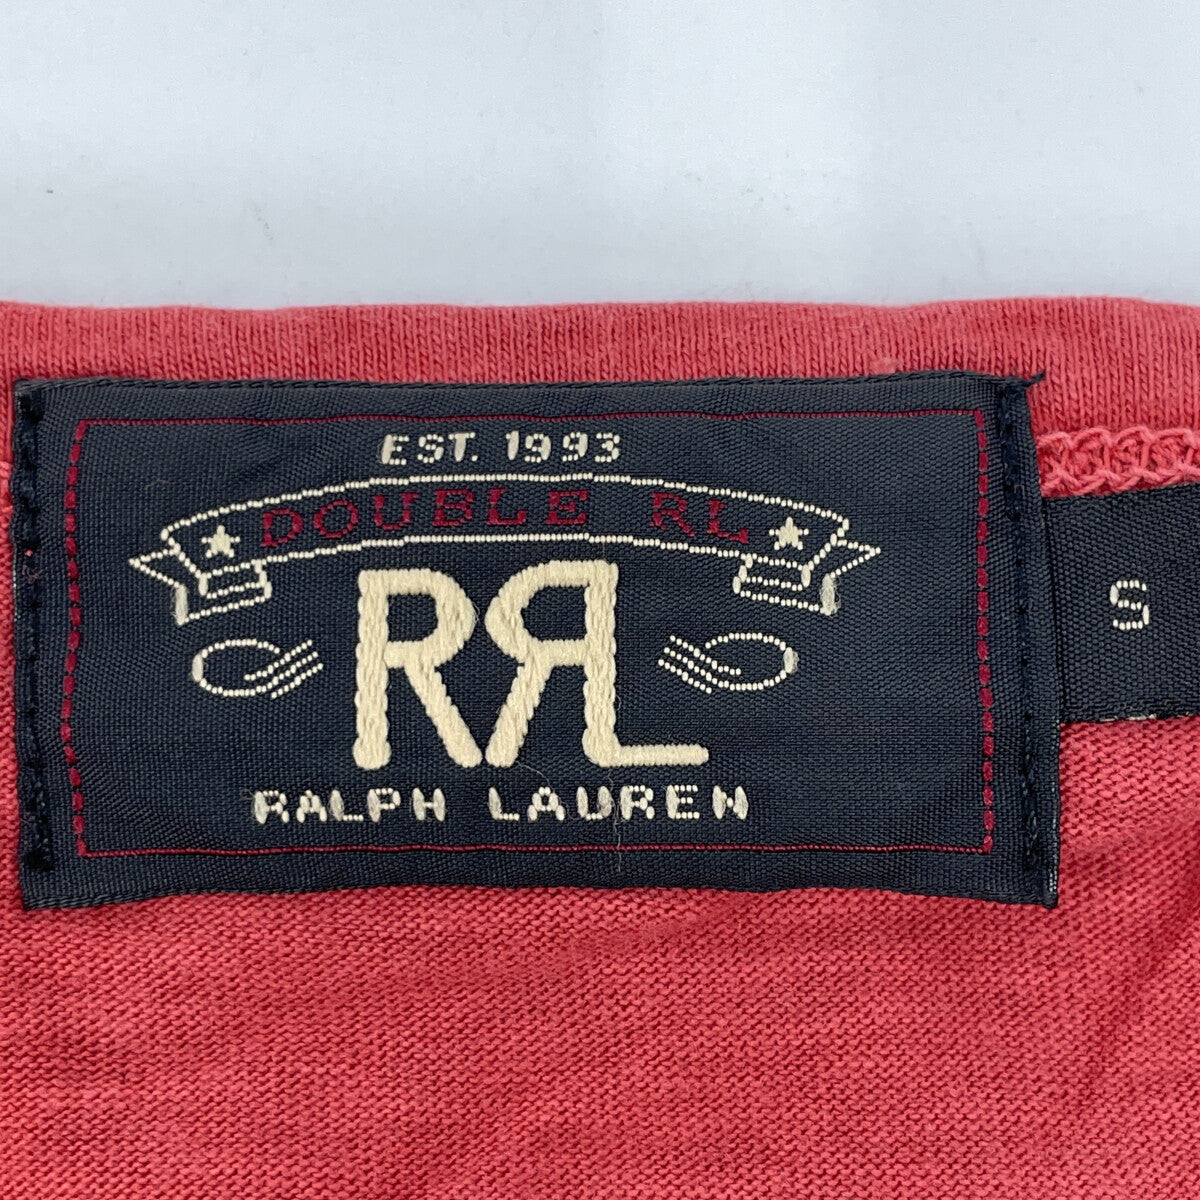 EST. 1993
DOUBLE RL
RRL
RALPH LAUREN
S